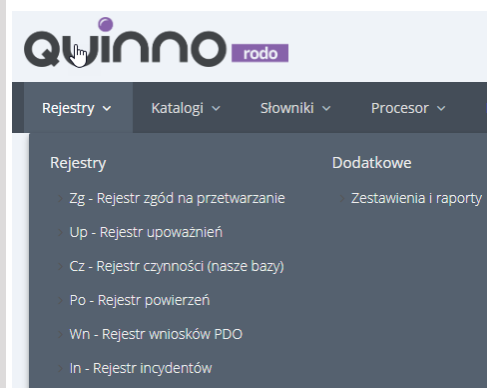 QUINNO rodo
Rejestry Katalogi Słowniki Procesor
Rejestry Dodatkowe
Zg - Rejestr zgód na przetwarzanie Zestawienia i raporty
Up - Rejestr upoważnień
Cz - Rejestr czynności (nasze bazy)
Po - Rejestr powierzeń
Wn - Rejestr wniosków PDO
In - Rejestr incydentów